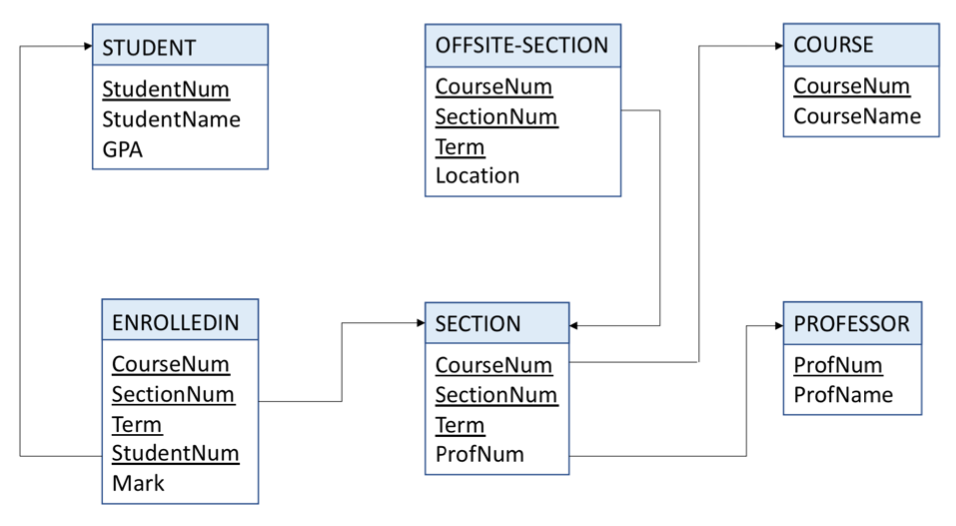 STUDENT
StudentNum
StudentName
GPA
OFFSITE-SECTION
CourseNum
SectionNum
Term
Location
COURSE
CourseNum
CourseName
ENROLLEDIN
CourseNum
SectionNum
Term
StudentNum
Mark
SECTION
CourseNum
SectionNum
Term
ProfNum
PROFESSOR
ProfNum
ProfName